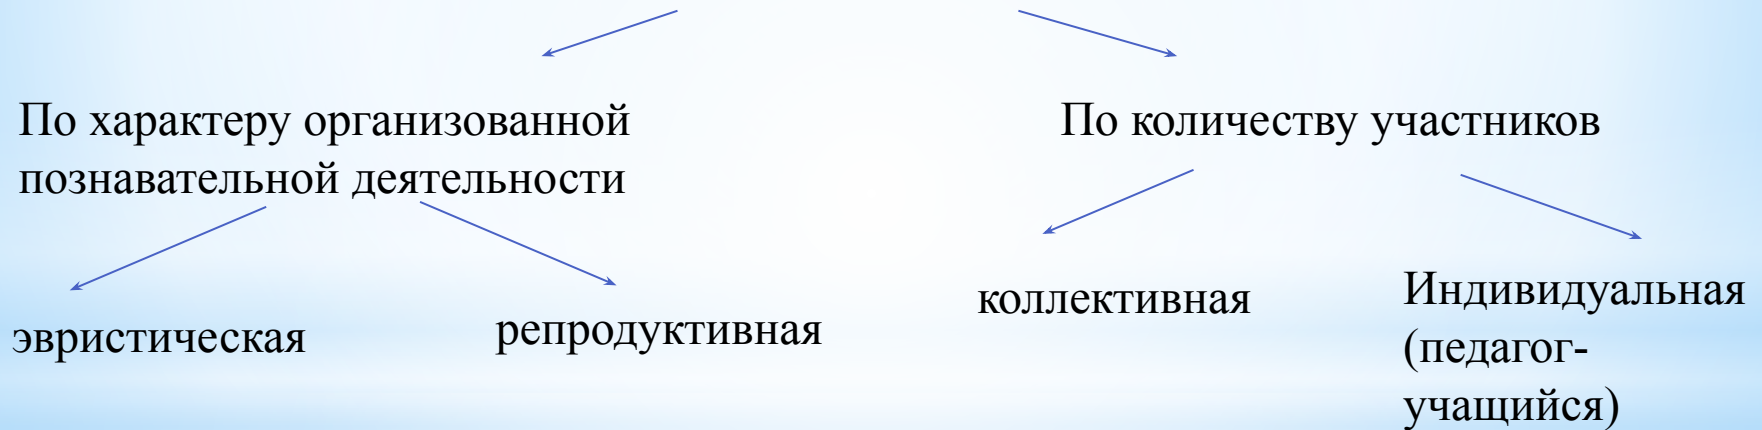 По характеру организованной
познавательной деятельности
По количеству участников
эвристическая
репродуктивная
коллективная
Индивидуальная
(педагог-
учащийся)